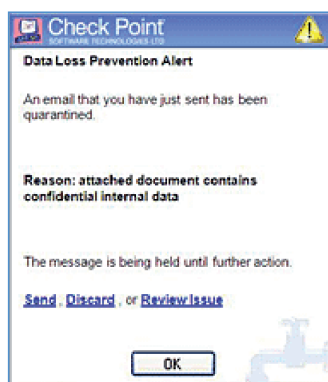 Check Point
SOFTWARE TECHNOLOGIES LTD
Data Loss Prevention Alert
An email that you have just sent has been
quarantined.
Reason: attached document contains
confidential internal data
The message is being held until further action.
Send , Discard , or Review Issue
OK